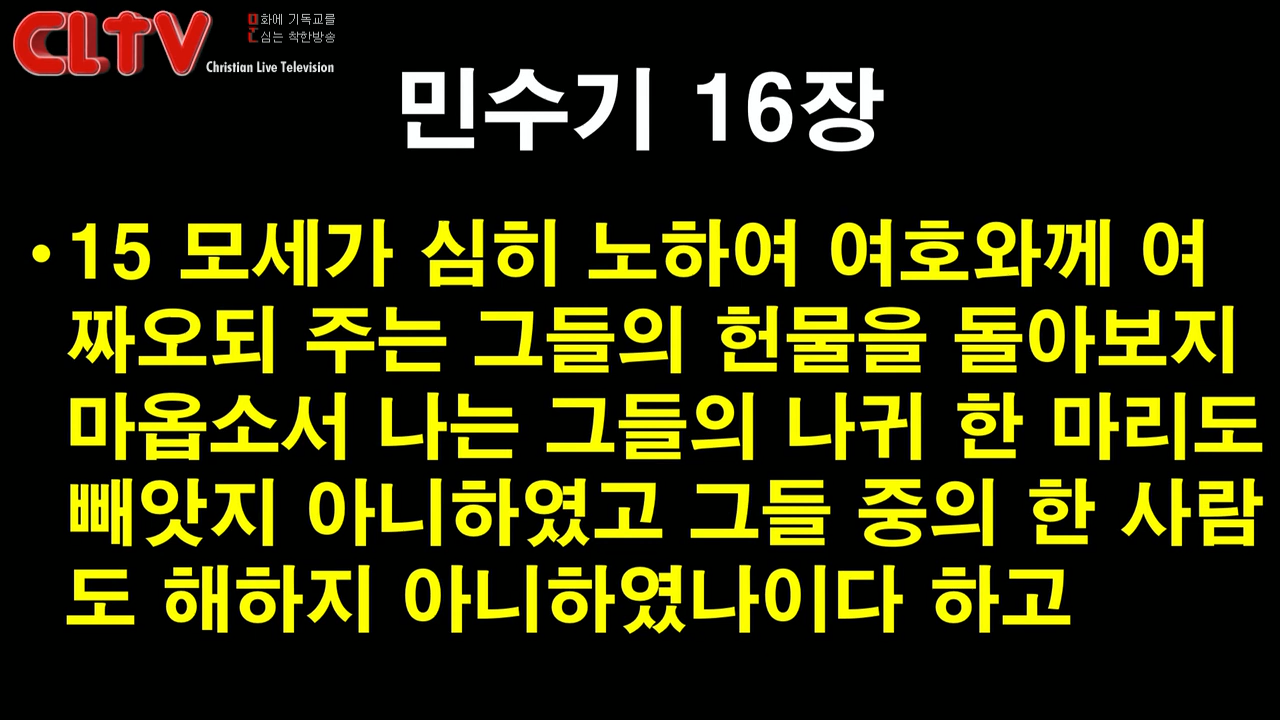 CLTV
문화에 기독교를
심는 착한방송
Christian Live Television
민수기 16장
• 15 모세가 심히 노하여 여호와께 여
짜오되 주는 그들의 헌물을 돌아보지
마옵소서 나는 그들의 나귀 한 마리도
빼앗지 아니하였고 그들 중의 한 사람
도 해하지 아니하였나이다 하고